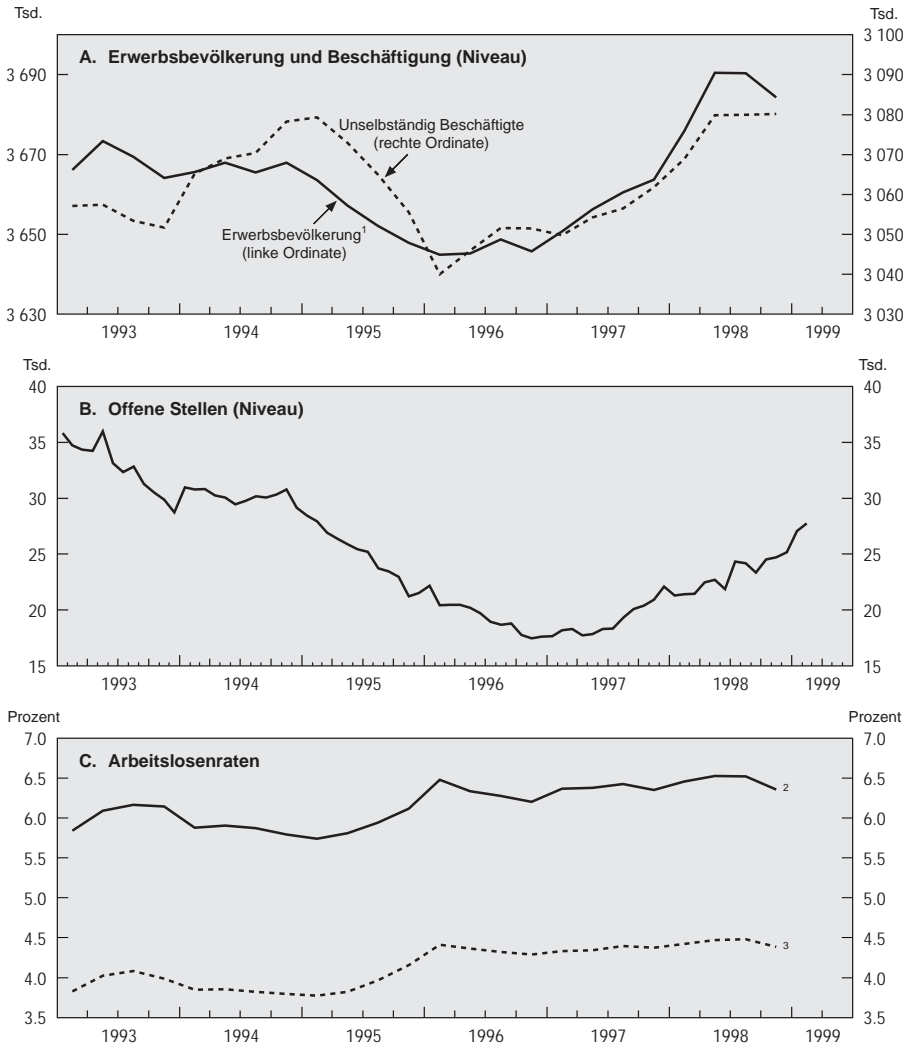 Tsd.
Tsd.
A. Erwerbsbevölkerung und Beschäftigung (Niveau)
3 100
3 690
3 090
3 080
Unselbständig Beschäftigte
(rechte Ordinate)
3 670
3 070
3 060
Erwerbsbevölkerung¹
(linke Ordinate)
3 650
3 050
3 040
3 630
3 030
1993 1994 1995 1996 1997 1998 1999
Tsd.
Tsd.
40
40
B. Offene Stellen (Niveau)
35
35
30
30
25
25
20
20
15
15
1993 1994 1995 1996 1997 1998 1999
Prozent
Prozent
7.0
7.0
C. Arbeitslosenraten
6.5
6.5
2
6.0
6.0
5.5
5.5
5.0
5.0
4.5
4.5
3
4.0
4.0
3.5
3.5
1993 1994 1995 1996 1997 1998 1999